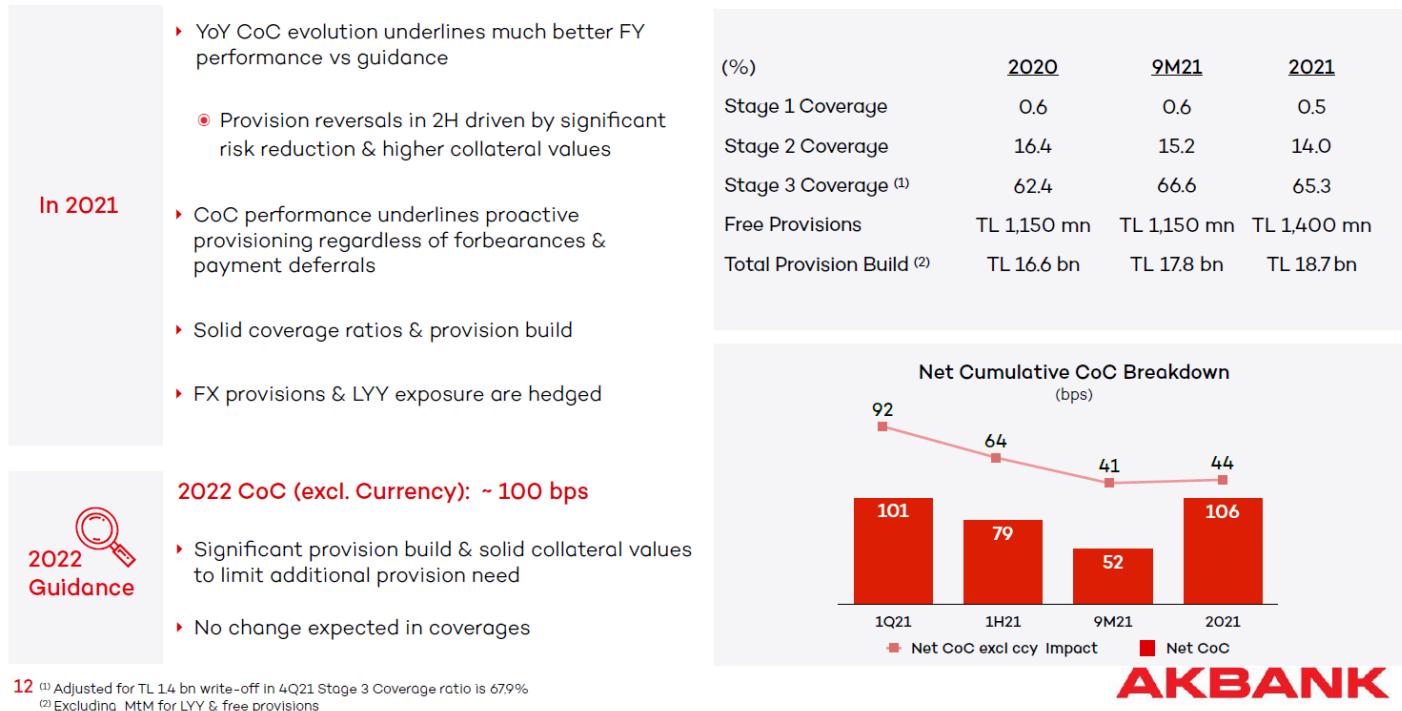 In 2021
YoY CoC evolution underlines much better FY
performance vs guidance
Provision reversals in 2H driven by significant
risk reduction & higher collateral values
CoC performance underlines proactive
provisioning regardless of forbearances &
payment deferrals
Solid coverage ratios & provision build
FX provisions & LYY exposure are hedged
2022
Guidance
2022 CoC (excl. Currency): ~ 100 bps
Significant provision build & solid collateral values
to limit additional provision need
No change expected in coverages
(%) 2020 9M21 2021
Stage 1 Coverage 0.6 0.6 0.5
Stage 2 Coverage 16.4 15.2 14.0
Stage 3 Coverage (1) 62.4 66.6 65.3
Free Provisions TL 1,150 mn TL 1,150 mn TL 1,400 mn
Total Provision Build (2) TL 16.6 bn TL 17.8 bn TL 18.7 bn
Net Cumulative CoC Breakdown
(bps)
92 64 41 44
101 79 52 106
1Q21 1H21 9M21 2021
Net CoC excl ccy Impact Net CoC
12 (1) Adjusted for TL 1.4 bn write-off in 4Q21 Stage 3 Coverage ratio is 67.9%
(2) Excluding MtM for LYY & free provisions
AKBANK